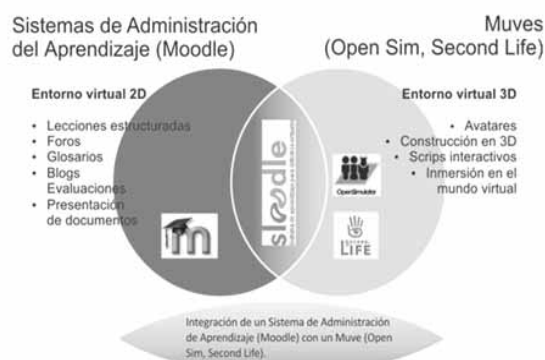 Sistemas de Administración
del Aprendizaje (Moodle)
Muves
(Open Sim, Second Life)
Entorno virtual 2D
• Lecciones estructuradas
• Foros
• Glosarios
• Blogs
Evaluaciones
• Presentación
de documentos
sloodle
m
Entorno virtual 3D
• Avatares
• Construcción en 3D
• Scrips interactivos
• Inmersión en el
mundo virtual
OpenSimulator
SECOND
LIFE
Integración de un Sistema de Administración
de Aprendizaje (Moodle) con un Muve (Open
Sim, Second Life).